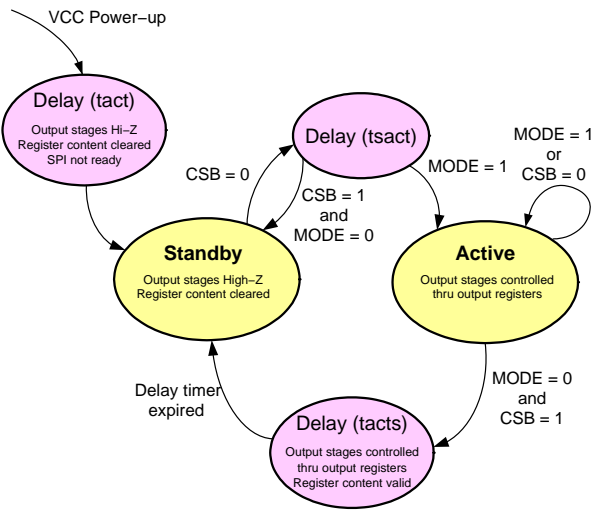 VCC Power-up
Delay (tact)
Output stages Hi−Z
Register content cleared
SPI not ready
Delay (tsact)
CSB = 0
CSB = 1
and
MODE = 0
MODE = 1
MODE = 1
or
CSB = 0
Standby
Output stages High−Z
Register content cleared
Active
Output stages controlled
thru output registers
Delay timer
expired
MODE = 0
and
CSB = 1
Delay (tacts)
Output stages controlled
thru output registers
Register content valid